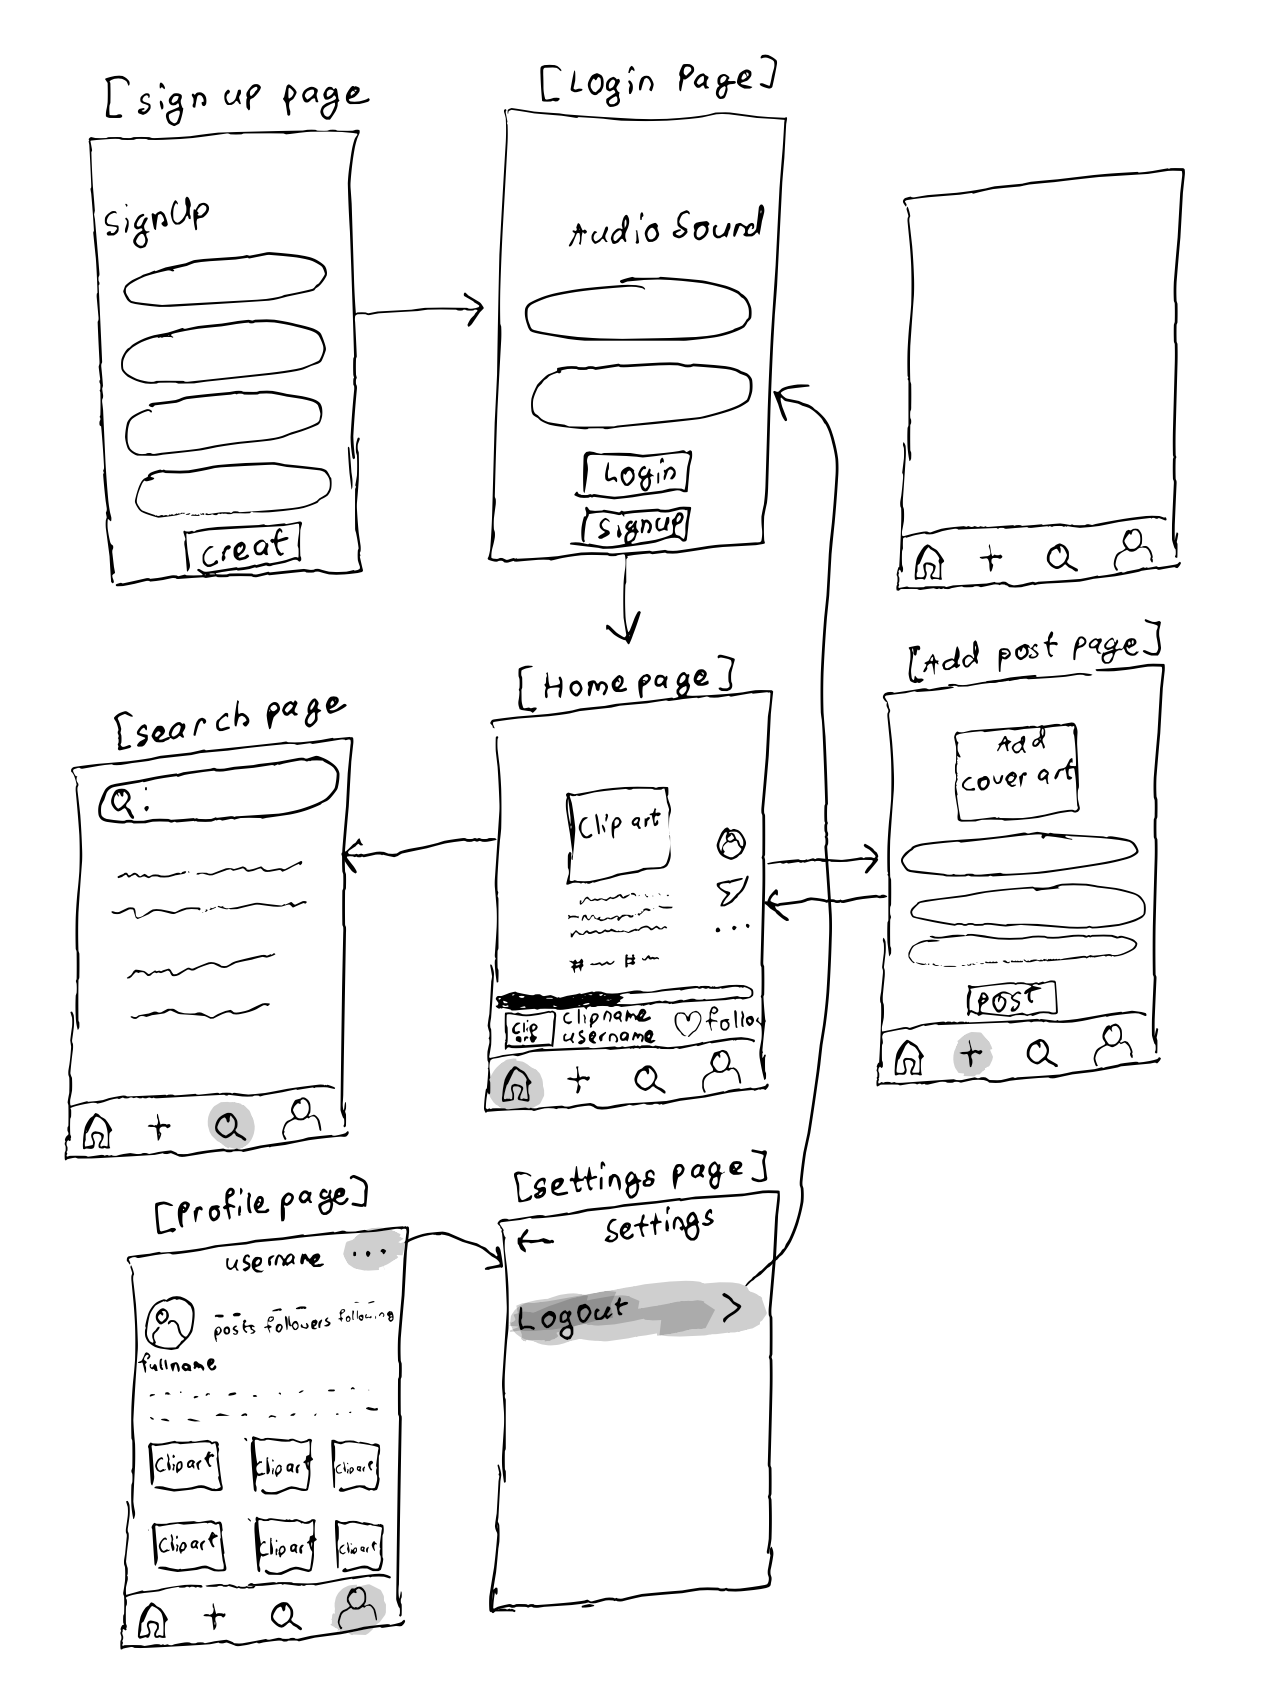 [sign up page
SignUp
creat
[Login Page]
Audio Sound
Login
Signup
[Add post page]
Add
cover art
post
[Home page]
Clip art
# #
Clip
art
clipname
username
follow
[search page
:
[Profile page]
username ...
posts followers following
fullname
Clipart Clipart Clipart
Clipart Clipart Clipart
[settings page]
Settings
LogOut